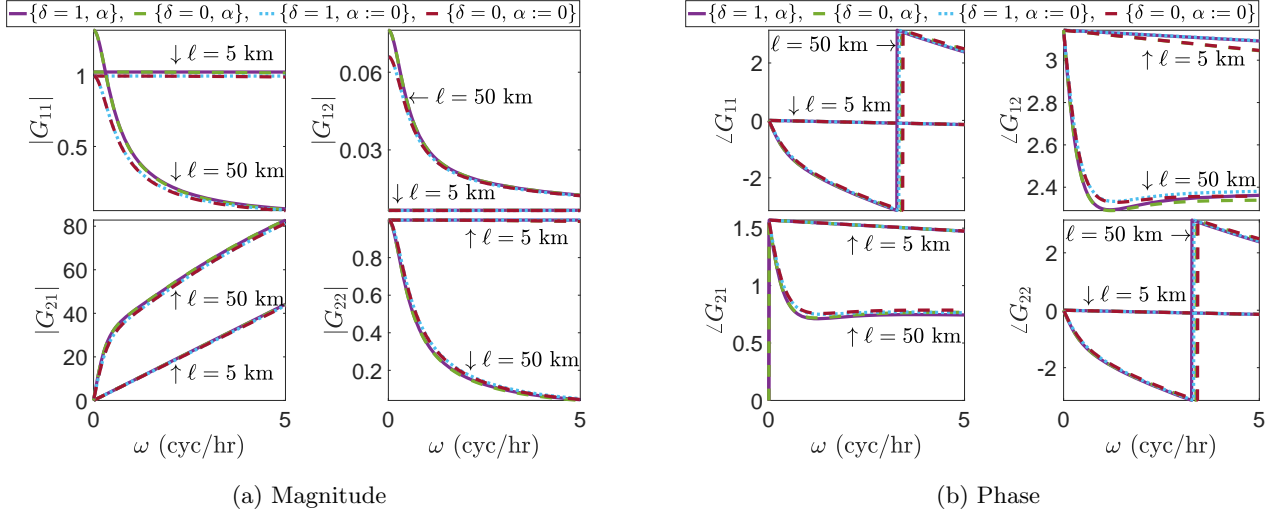 {δ = 1, α}, {δ = 0, α}, {δ = 1, α := 0}, {δ = 0, α := 0}
{δ = 1, α}, {δ = 0, α}, {δ = 1, α := 0}, {δ = 0, α := 0}
|G11|
1
0.5
↓ ℓ = 5 km
↓ ℓ = 50 km
|G12|
0.06
0.03
← ℓ = 50 km
↓ ℓ = 5 km
|G21|
80
60
40
20
0
↑ ℓ = 50 km
↑ ℓ = 5 km
0
5
ω (cyc/hr)
|G22|
0.8
0.6
0.4
0.2
↑ ℓ = 5 km
↓ ℓ = 50 km
0
5
ω (cyc/hr)
(a) Magnitude
∠G11
2
0
-2
ℓ = 50 km→
↓ ℓ = 5 km
∠G12
3.2
3
2.8
2.6
2.4
↑ ℓ = 5 km
↓ ℓ = 50 km
∠G21
1.5
1
0.5
0
↑ ℓ = 5 km
↑ ℓ = 50 km
0
5
ω (cyc/hr)
∠G22
2
0
-2
ℓ = 50 km→
↓ ℓ = 5 km
0
5
ω (cyc/hr)
(b) Phase